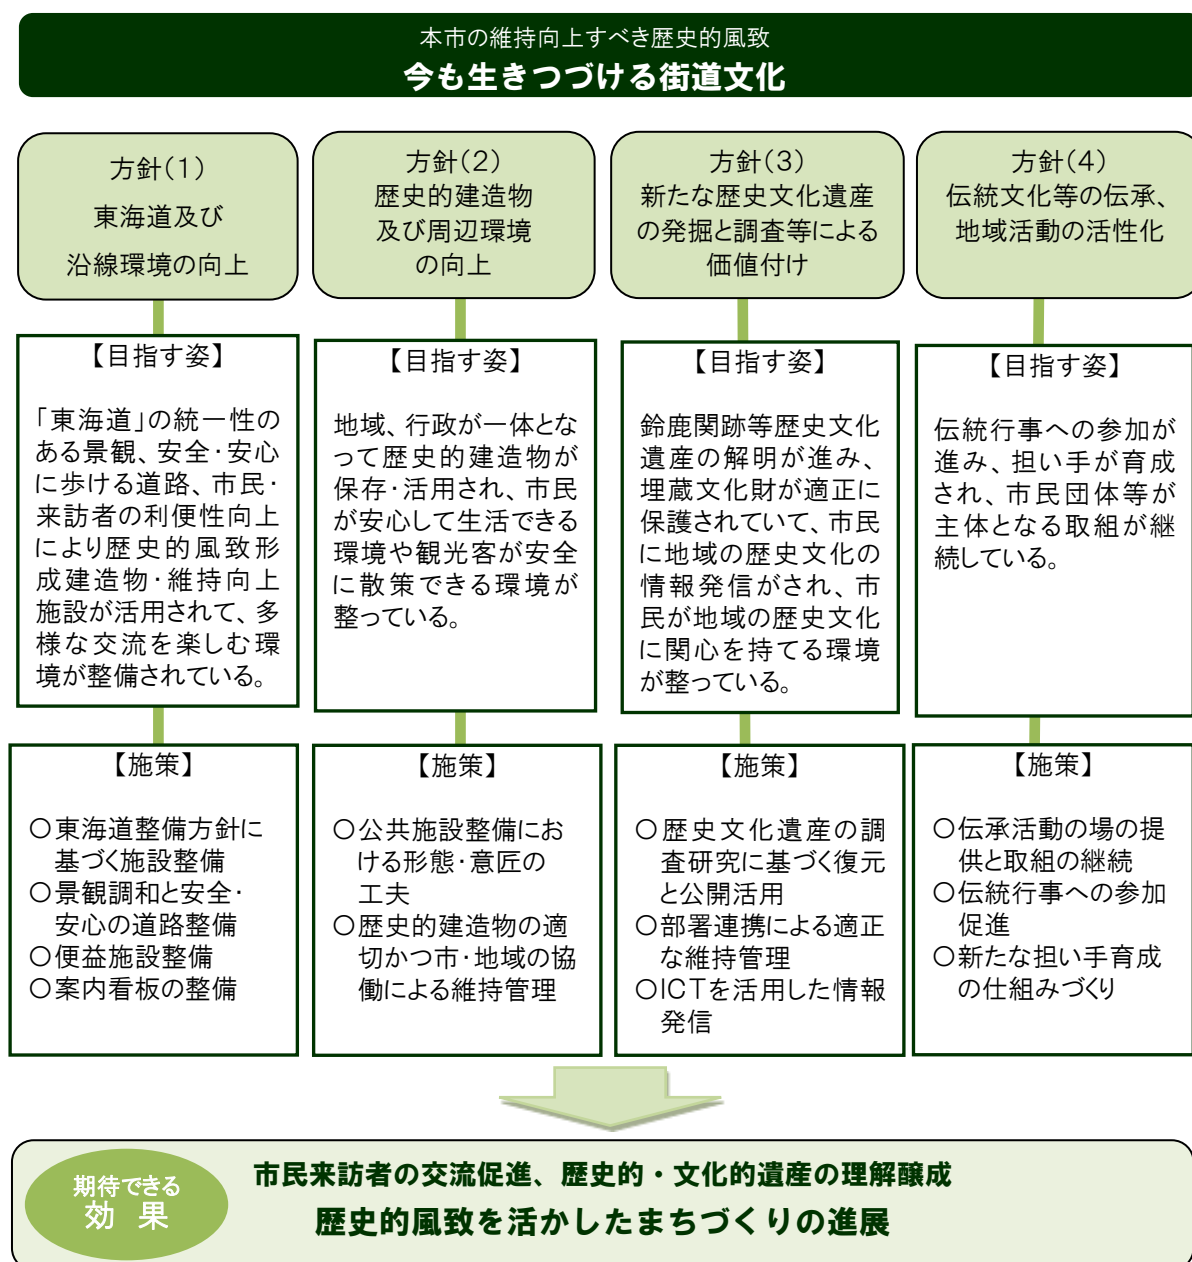 本市の維持向上すべき歴史的風致
今も生きつづける街道文化
方針(1)
東海道及び
沿線環境の向上
方針(2)
歴史的建造物
及び周辺環境
の向上
方針(3)
新たな歴史文化遺産
の発掘と調査等による
価値付け
方針(4)
伝統文化等の伝承、
地域活動の活性化
【目指す姿】
「東海道」の統一性の
ある景観、安全・安心
に歩ける道路、市民・
来訪者の利便性向上
により歴史的風致形
成建造物・維持向上
施設が活用されて、多
様な交流を楽しむ環
境が整備されている。
【目指す姿】
地域、行政が一体とな
って歴史的建造物が
保存・活用され、市民
が安心して生活できる
環境や観光客が安全
に散策できる環境が
整っている。
【目指す姿】
鈴鹿関跡等歴史文化
遺産の解明が進み、
埋蔵文化財が適正に
保護されていて、市民
に地域の歴史文化の
情報発信がされ、市
民が地域の歴史文化
に関心を持てる環境
が整っている。
【目指す姿】
伝統行事への参加が
進み、担い手が育成
され、市民団体等が
主体となる取組が継
続している。
【施策】
○東海道整備方針に
基づく施設整備
○景観調和と安全・
安心の道路整備
○便益施設整備
○案内看板の整備
【施策】
○公共施設整備にお
ける形態・意匠の
工夫
○歴史的建造物の適
切かつ市・地域の協
働による維持管理
【施策】
○歴史文化遺産の調
査研究に基づく復元
と公開活用
○部署連携による適正
な維持管理
○ICTを活用した情報
発信
【施策】
○伝承活動の場の提
供と取組の継続
○伝統行事への参加
促進
○新たな担い手育成
の仕組みづくり
期待できる
効 果
市民来訪者の交流促進、歴史的・文化的遺産の理解醸成
歴史的風致を活かしたまちづくりの進展